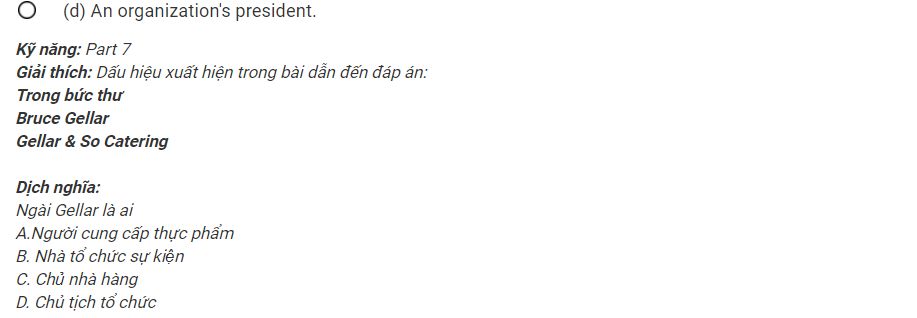 (d) An organization's president.
Kỹ năng: Part 7
Giải thích: Dấu hiệu xuất hiện trong bài dẫn đến đáp án:
Trong bức thư
Bruce Gellar
Gellar & So Catering
Dịch nghĩa:
Ngài Gellar là ai
A.Người cung cấp thực phẩm
B. Nhà tổ chức sự kiện
C. Chủ nhà hàng
D. Chủ tịch tổ chức